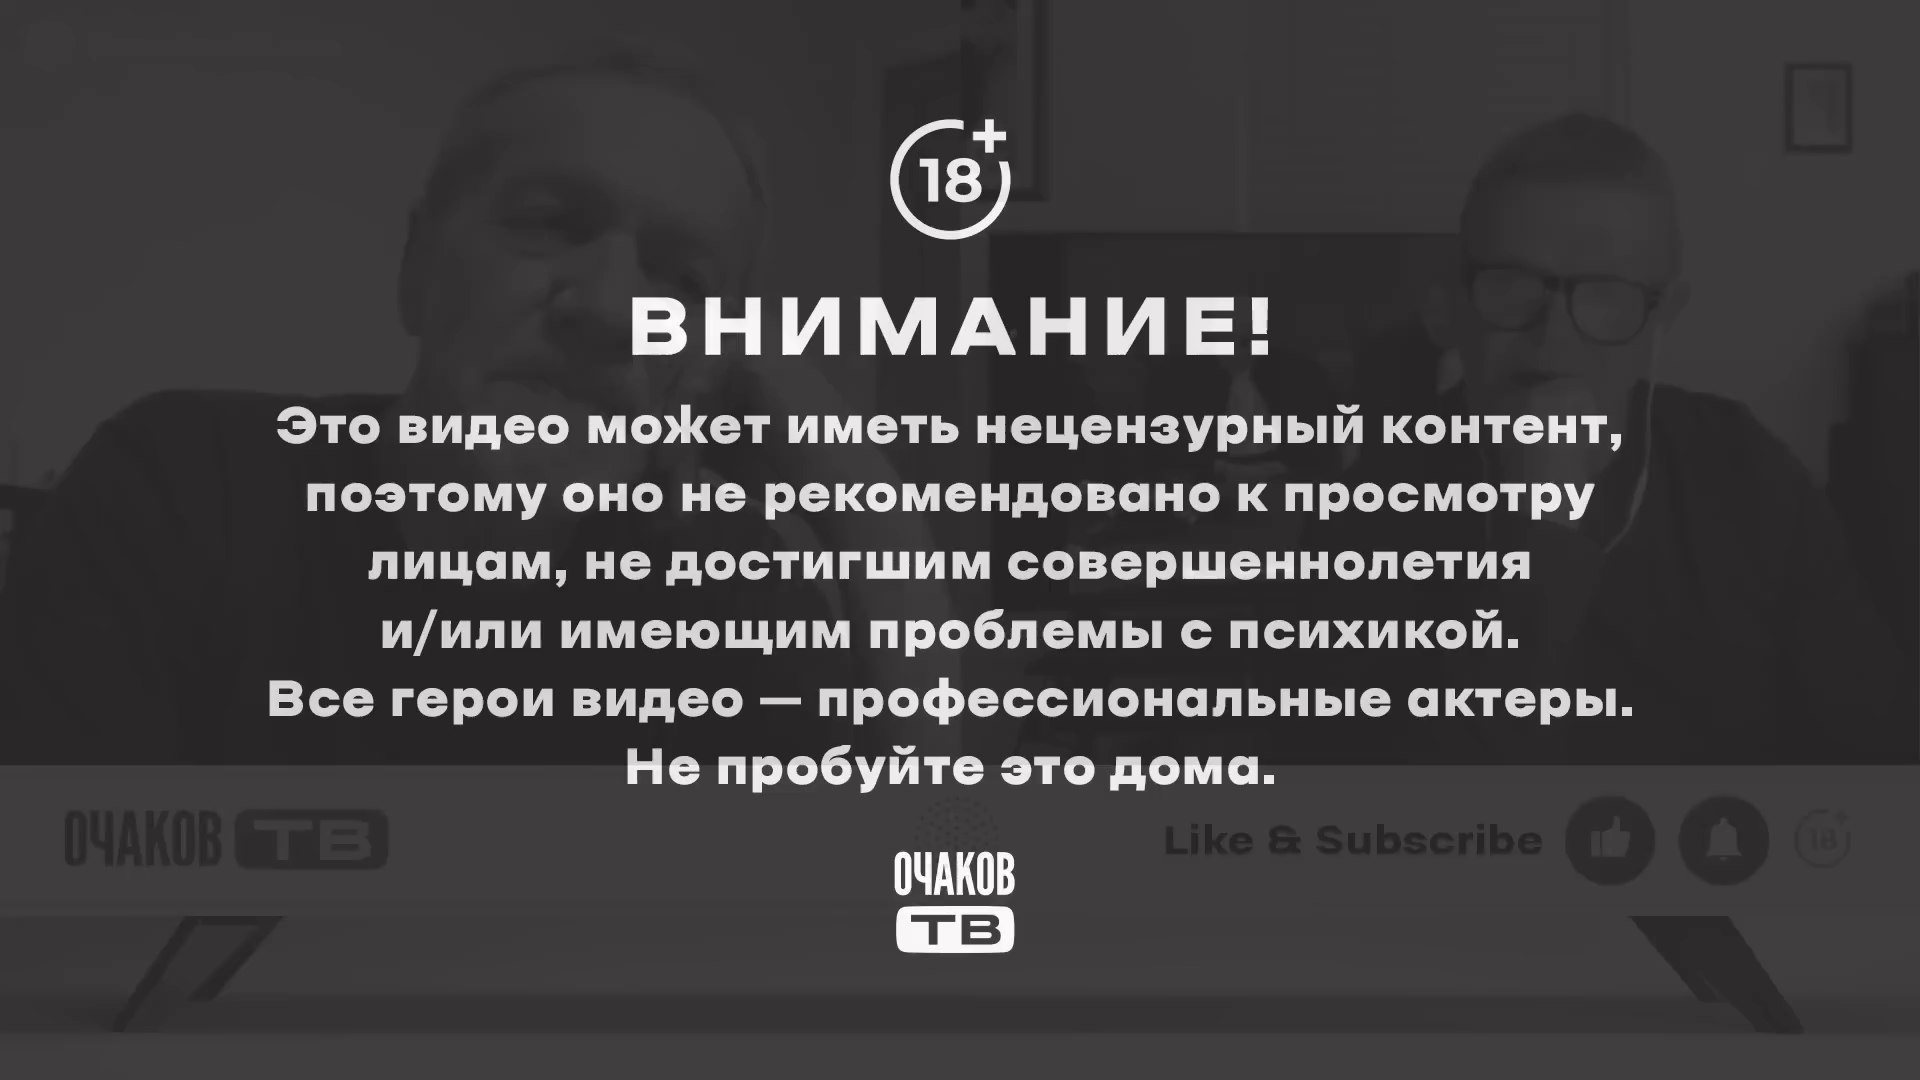 18+
ВНИМАНИЕ!
Это видео может иметь нецензурный контент,
поэтому оно не рекомендовано к просмотру
лицам, не достигшим совершеннолетия
и/или имеющим проблемы с психикой.
Все герои видео — профессиональные актеры.
Не пробуйте это дома.
ОЧАКОВ ТВ
Like & Subscribe
18+
ОЧАКОВ
ТВ